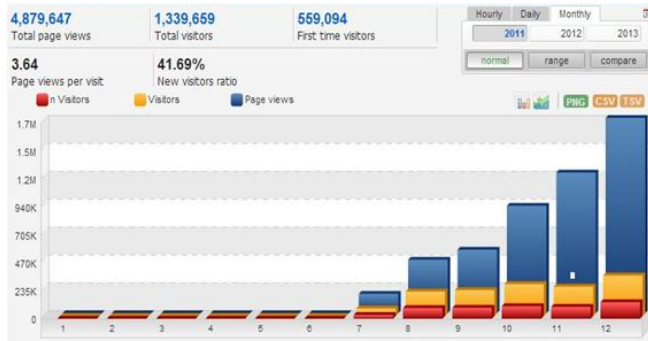 4,879,647 1,339,659 559,094
Total page views Total visitors First time visitors
3.64 41.69%
Page views per visit New visitors ratio
Hourly Daily Monthly
2011 2012 2013
normal range compare
n Visitors Visitors Page views
PNG CSV TSV
1.7M
1.5M
1.2M
940K
705K
470K
235K
0
1 2 3 4 5 6 7 8 9 10 11 12